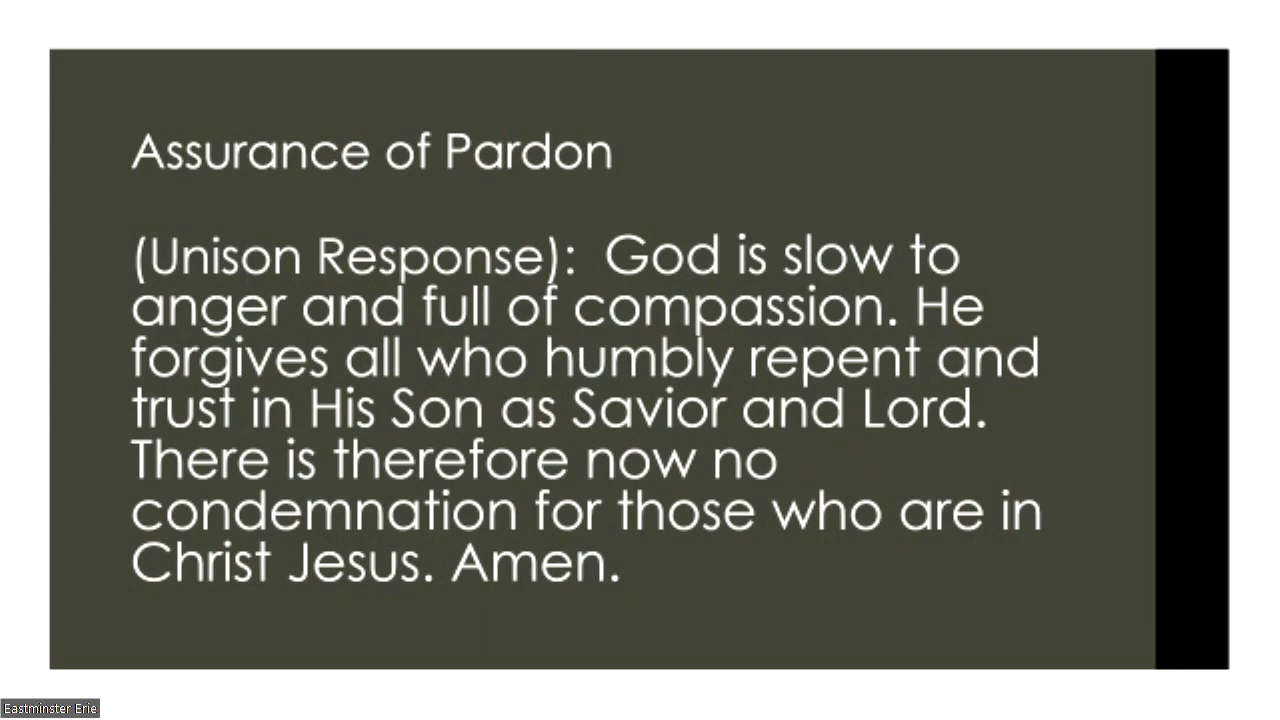 Assurance of Pardon
(Unison Response):  God is slow to
anger and full of compassion. He
forgives all who humbly repent and
trust in His Son as Savior and Lord.
There is therefore now no
condemnation for those who are in
Christ Jesus. Amen.
Eastminster Erie